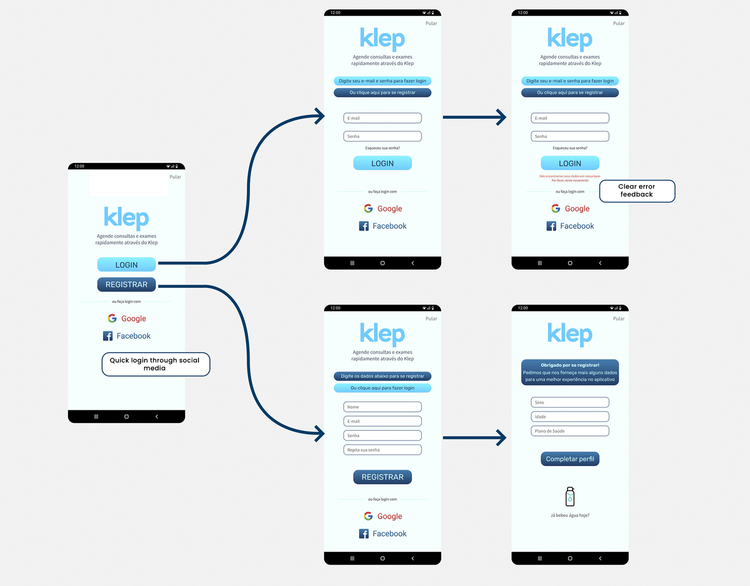 12:00
Pular
klep
Agende consultas e exames
rapidamente através do Klep
LOGIN
REGISTRAR
ou faça login com
Google
Facebook
Quick login through social
media
12:00
Pular
klep
Agende consultas e exames
rapidamente através do Klep
Digite seu e-mail e senha para fazer login
Ou clique aqui para se registrar
E-mail
Senha
Esqueceu sua senha?
LOGIN
ou faça login com
Google
Facebook
12:00
Pular
klep
Agende consultas e exames
rapidamente através do Klep
Digite seu e-mail e senha para fazer login
Ou clique aqui para se registrar
E-mail
Senha
Esqueceu sua senha?
LOGIN
ou faça login com
Google
Facebook
Clear error
feedback
12:00
Pular
klep
Agende consultas e exames
rapidamente através do Klep
Digite os dados abaixo para se registrar
Ou clique aqui para fazer login
Nome
E-mail
Senha
Repita sua senha
REGISTRAR
ou faça login com
Google
Facebook
12:00
Pular
klep
Obrigado por se registrar!
Pedimos que nos forneça mais alguns dados
para uma melhor experiência no aplicativo
Sexo
Idade
Plano de Saúde
Completar perfil
Já bebeu água hoje?